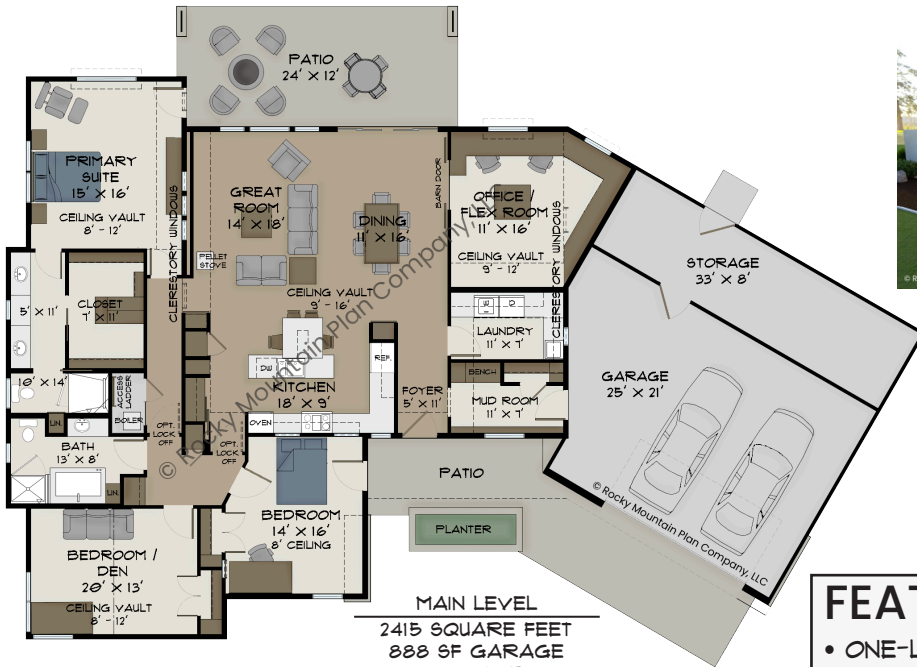 PATIO
24' X 12'
PRIMARY
SUITE
15' X 16'
CEILING VAULT
8' - 12'
CLERESTORY WINDOWS
GREAT
ROOM
14' X 18'
PELLET
STOVE
DINING
11' X 16'
CEILING VAULT
9' - 16'
BARN DOOR
OFFICE /
FLEX ROOM
11' X 16'
CEILING VAULT
9' - 12'
CLERESTORY WINDOWS
STORAGE
33' X 8'
5' X 11'
CLOSET
7' X 11'
W
D
LAUNDRY
11' X 7'
10' X 14'
ACCESS
LADDER
BOILER
DW
KITCHEN
18' X 9'
REF.
OVEN
FOYER
5' X 11'
BENCH
MUD ROOM
11' X 7'
GARAGE
25' X 21'
LIN.
BATH
13' X 8'
LIN.
OPT.
LOCK
OFF
OPT.
LOCK
OFF
BEDROOM
14' X 16'
8' CEILING
PATIO
PLANTER
BEDROOM /
DEN
20' X 13'
CEILING VAULT
8' - 12'
© Rocky Mountain Plan Company, LLC
© Rocky Mountain Plan Company, LLC
MAIN LEVEL
2415 SQUARE FEET
888 SF GARAGE
© R
FEAT
• ONE-L